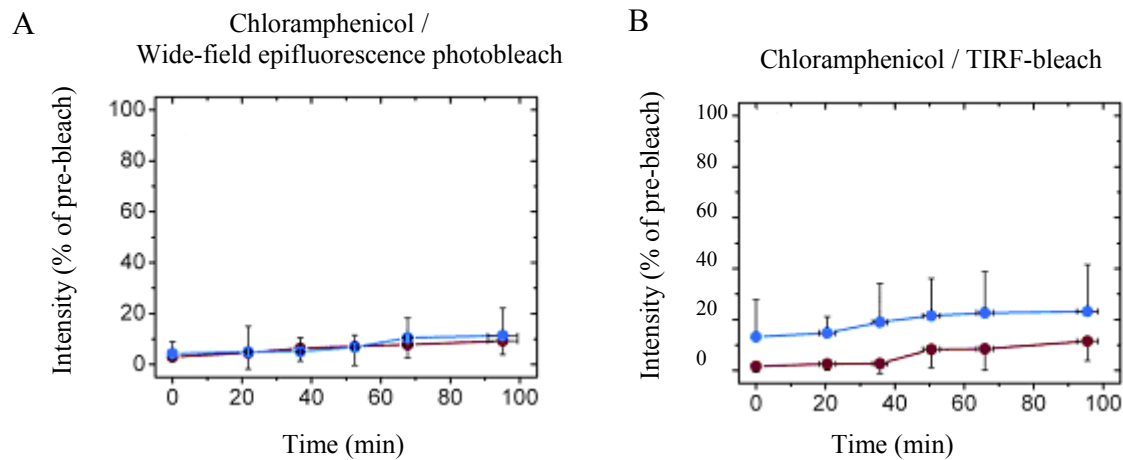 A
Chloramphenicol /
Wide-field epifluorescence photobleach
Intensity (% of pre-bleach)
100
80
60
40
20
0
0 20 40 60 80 100
Time (min)
B
Chloramphenicol / TIRF-bleach
Intensity (% of pre-bleach)
100
80
60
40
20
0
0 20 40 60 80 100
Time (min)